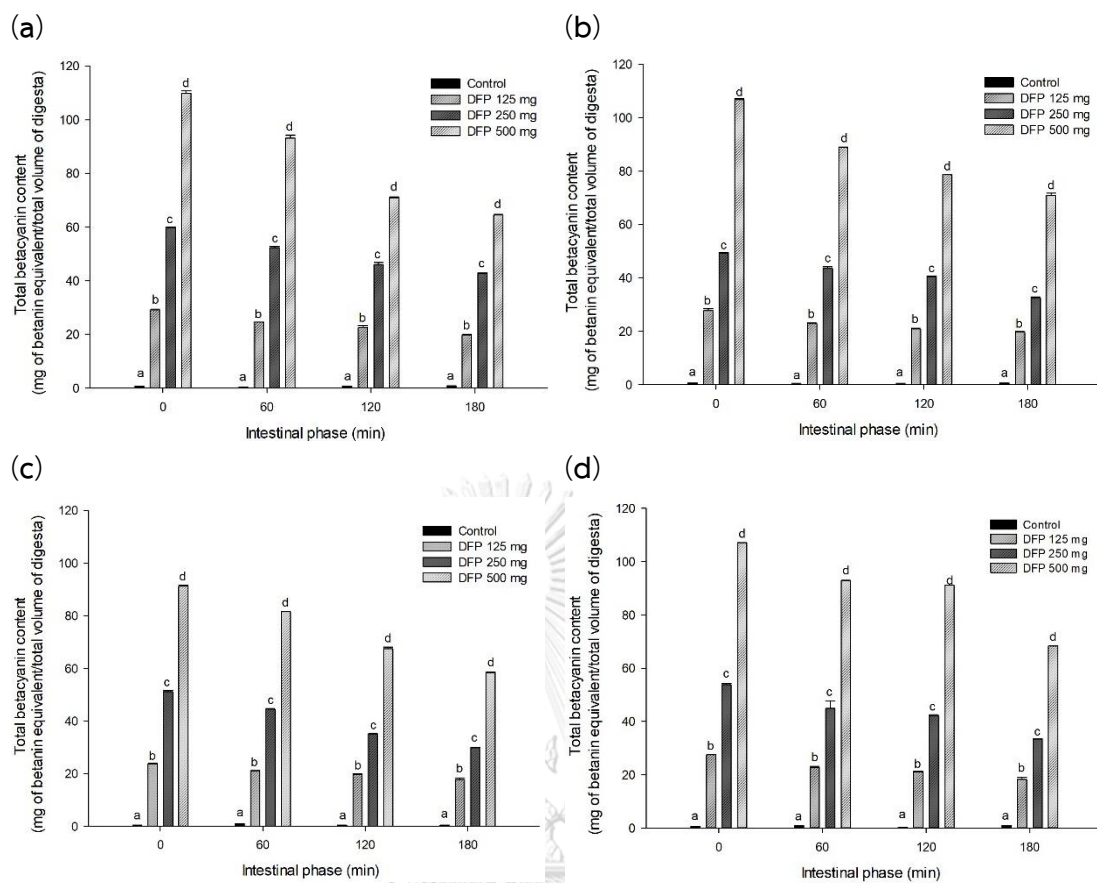 (a)
Total betacyanin content
(mg of betanin equivalent/total volume of digesta)
120
100
80
60
40
20
0
Control
DFP 125 mg
DFP 250 mg
DFP 500 mg
a b c d
a b c d
a b c d
a b c d
0 60 120 180
Intestinal phase (min)
(b)
Total betacyanin content
(mg of betanin equivalent/total volume of digesta)
120
100
80
60
40
20
0
Control
DFP 125 mg
DFP 250 mg
DFP 500 mg
a b c d
a b c d
a b c d
a b c d
0 60 120 180
Intestinal phase (min)
(c)
Total betacyanin content
(mg of betanin equivalent/total volume of digesta)
120
100
80
60
40
20
0
Control
DFP 125 mg
DFP 250 mg
DFP 500 mg
a b c d
a b c d
a b c d
a b c d
0 60 120 180
Intestinal phase (min)
(d)
Total betacyanin content
(mg of betanin equivalent/total volume of digesta)
120
100
80
60
40
20
0
Control
DFP 125 mg
DFP 250 mg
DFP 500 mg
a b c d
a b c d
a b c d
a b c d
0 60 120 180
Intestinal phase (min)